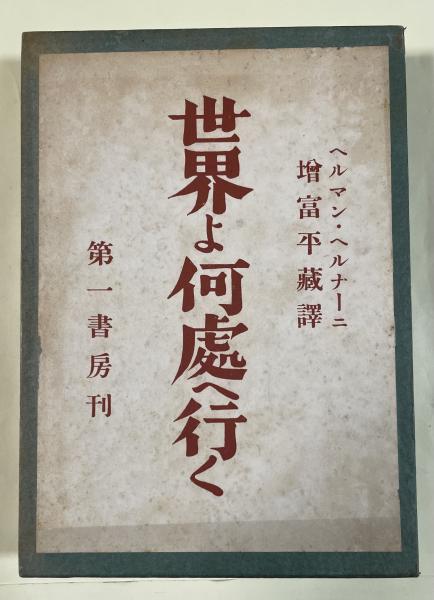 ヘルマン・ヘルナーニ
增富平藏譯
世界よ何處へ行く
第一書房刊